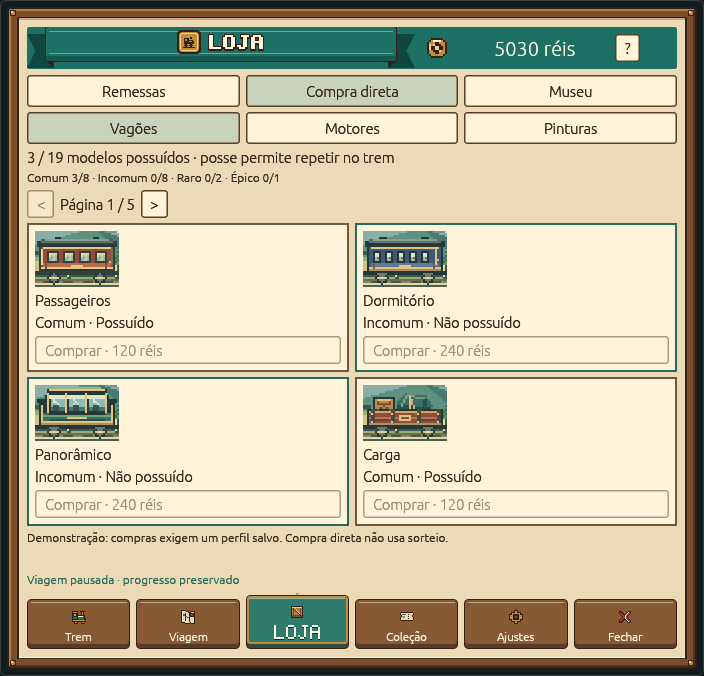 LOJA
5030 réis
?
Remessas
Compra direta
Museu
Vagões
Motores
Pinturas
3 / 19 modelos possuídos · posse permite repetir no trem
Comum 3/8 · Incomum 0/8 · Raro 0/2 · Épico 0/1
< Página 1 / 5 >
Passageiros
Comum · Possuído
Comprar · 120 réis
Dormitório
Incomum · Não possuído
Comprar · 240 réis
Panorâmico
Incomum · Não possuído
Comprar · 240 réis
Carga
Comum · Possuído
Comprar · 120 réis
Demonstração: compras exigem um perfil salvo. Compra direta não usa sorteio.
Viagem pausada · progresso preservado
Trem
Viagem
LOJA
Coleção
Ajustes
Fechar